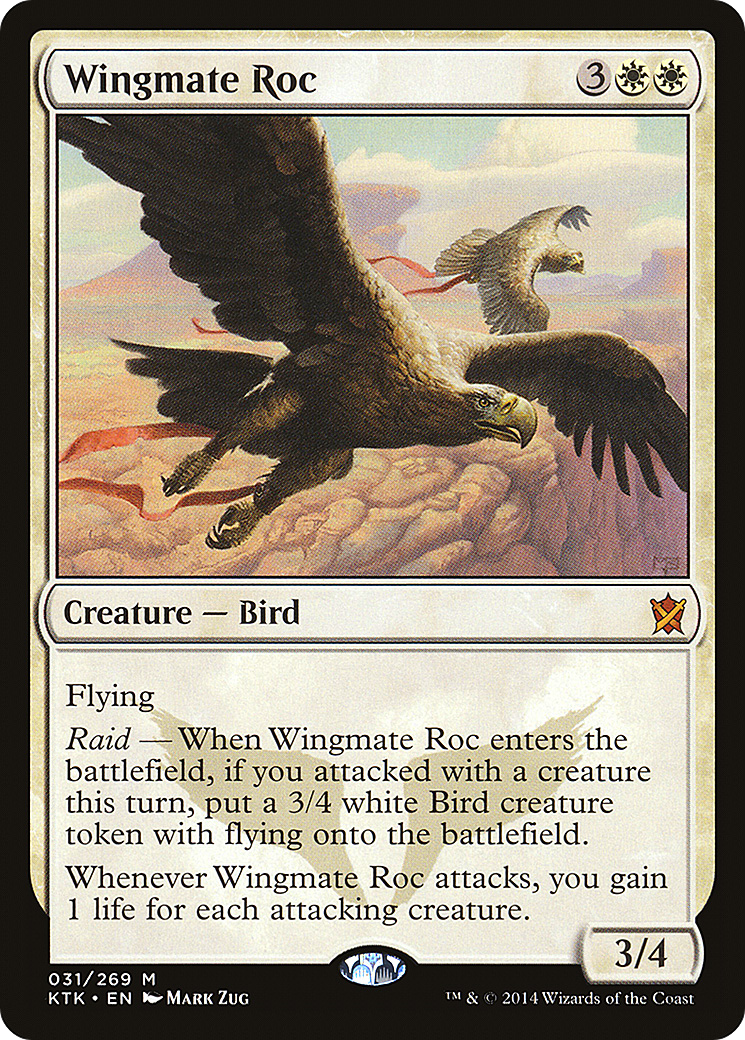 Wingmate Roc 3
Creature — Bird
Flying
Raid — When Wingmate Roc enters the
battlefield, if you attacked with a creature
this turn, put a 3/4 white Bird creature
token with flying onto the battlefield.
Whenever Wingmate Roc attacks, you gain
1 life for each attacking creature.
3/4
031/269 M
KTK • EN Mark Zug
™ & © 2014 Wizards of the Coast